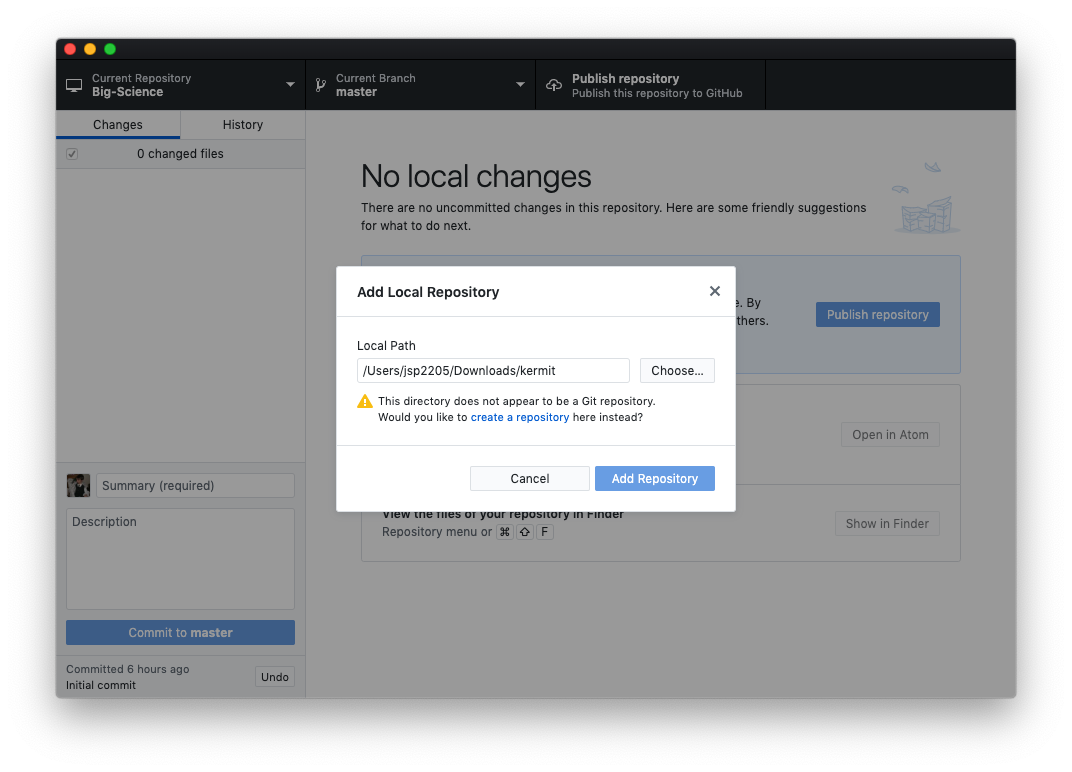 Current Repository
Big-Science
Current Branch
master
Publish repository
Publish this repository to GitHub
Changes
History
0 changed files
No local changes
There are no uncommitted changes in this repository. Here are some friendly suggestions
for what to do next.
e. By
thers.
Publish repository
Add Local Repository
Local Path
/Users/jsp2205/Downloads/kermit
Choose...
This directory does not appear to be a Git repository.
Would you like to create a repository here instead?
Cancel
Add Repository
Open in Atom
View the files of your repository in Finder
Repository menu or ⌘ ⇧ F
Show in Finder
Summary (required)
Description
Commit to master
Committed 6 hours ago
Initial commit
Undo